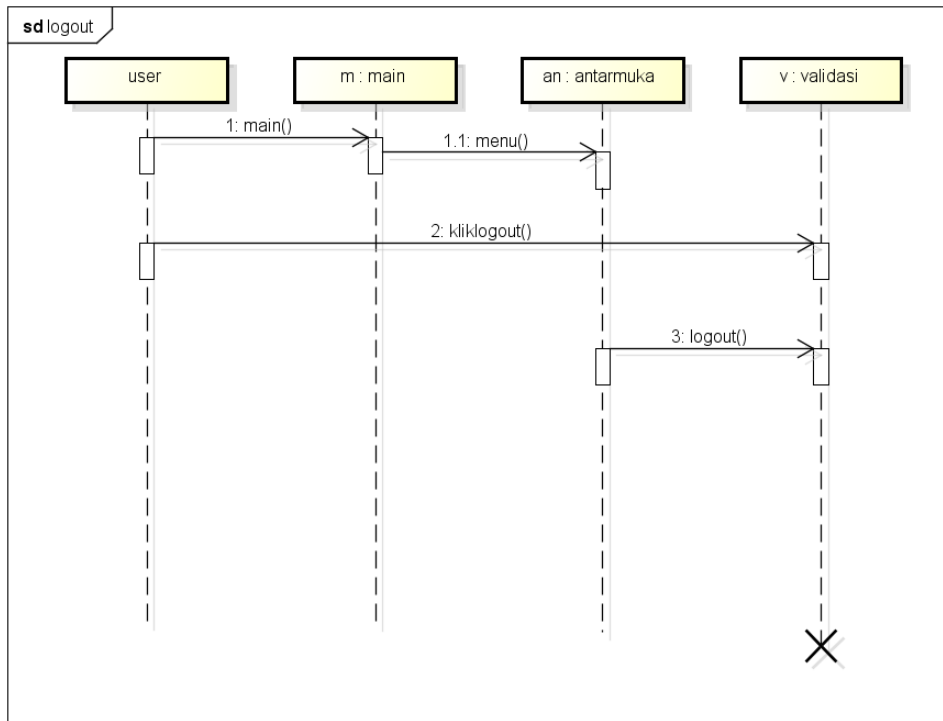 sd logout
user
m : main
an : antarmuka
v : validasi
1: main()
1.1: menu()
2: kliklogout()
3: logout()